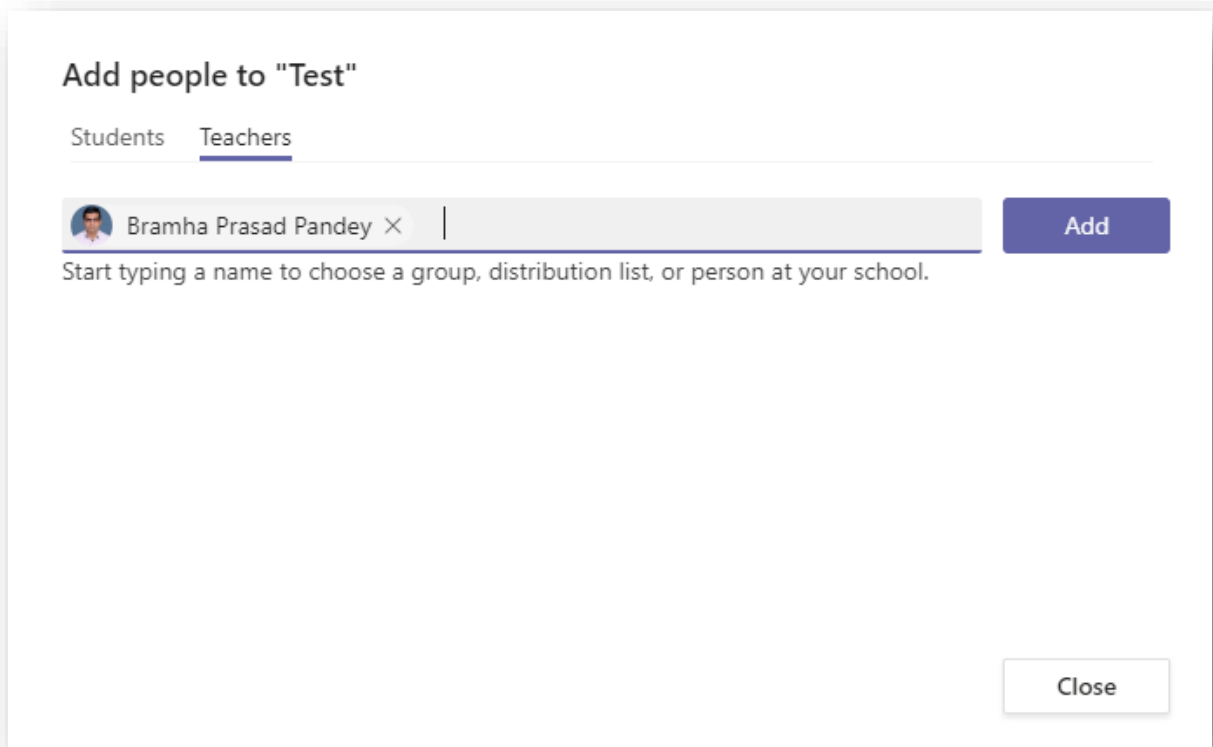 Add people to "Test"
Students Teachers
Bramha Prasad Pandey
Add
Start typing a name to choose a group, distribution list, or person at your school.
Close